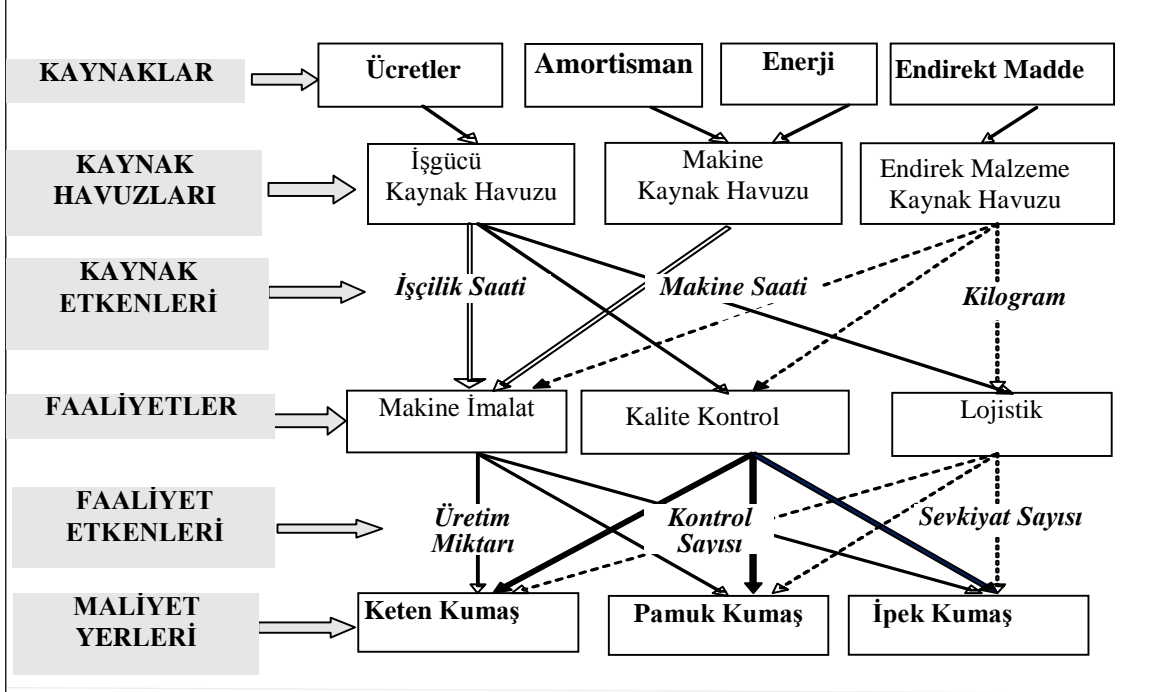 KAYNAKLAR
Ücretler
Amortisman
Enerji
Endirekt Madde
KAYNAK
HAVUZLARI
İşgücü
Kaynak Havuzu
Makine
Kaynak Havuzu
Endirek Malzeme
Kaynak Havuzu
KAYNAK
ETKENLERİ
İşçilik Saati
Makine Saati
Kilogram
FAALİYETLER
Makine İmalat
Kalite Kontrol
Lojistik
FAALİYET
ETKENLERİ
Üretim
Miktarı
Kontrol
Sayısı
Sevkiyat Sayısı
MALİYET
YERLERİ
Keten Kumaş
Pamuk Kumaş
İpek Kumaş